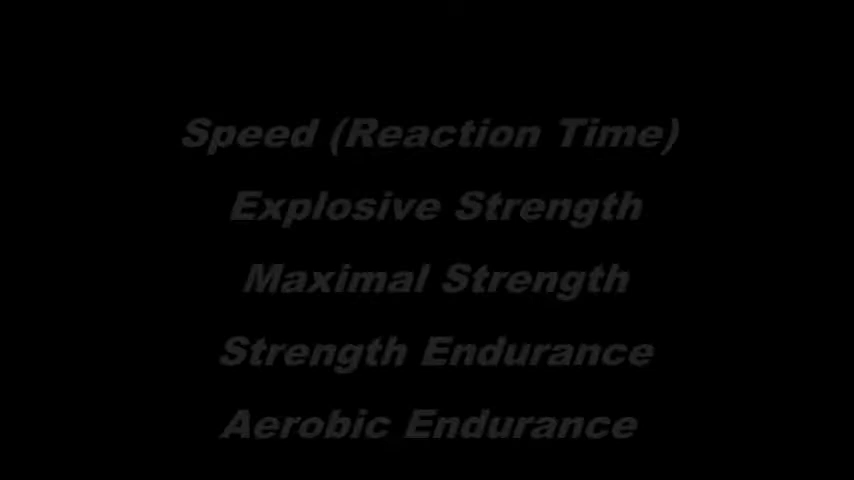 Speed (Reaction Time)
Explosive Strength
Maximal Strength
Strength Endurance
Aerobic Endurance